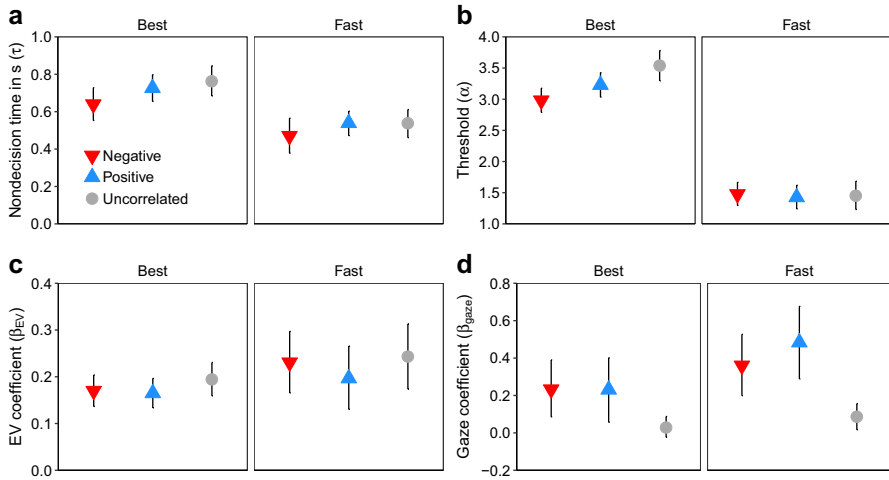 a
Best
Fast
Nondecision time in s (τ)
1.0
0.8
0.6
0.4
0.2
0.0
Negative
Positive
Uncorrelated
b
Best
Fast
Threshold (α)
4.0
3.5
3.0
2.5
2.0
1.5
1.0
c
Best
Fast
EV coefficient (βEV)
0.4
0.3
0.2
0.1
0.0
d
Best
Fast
Gaze coefficient (βgaze)
0.8
0.6
0.4
0.2
0.0
−0.2